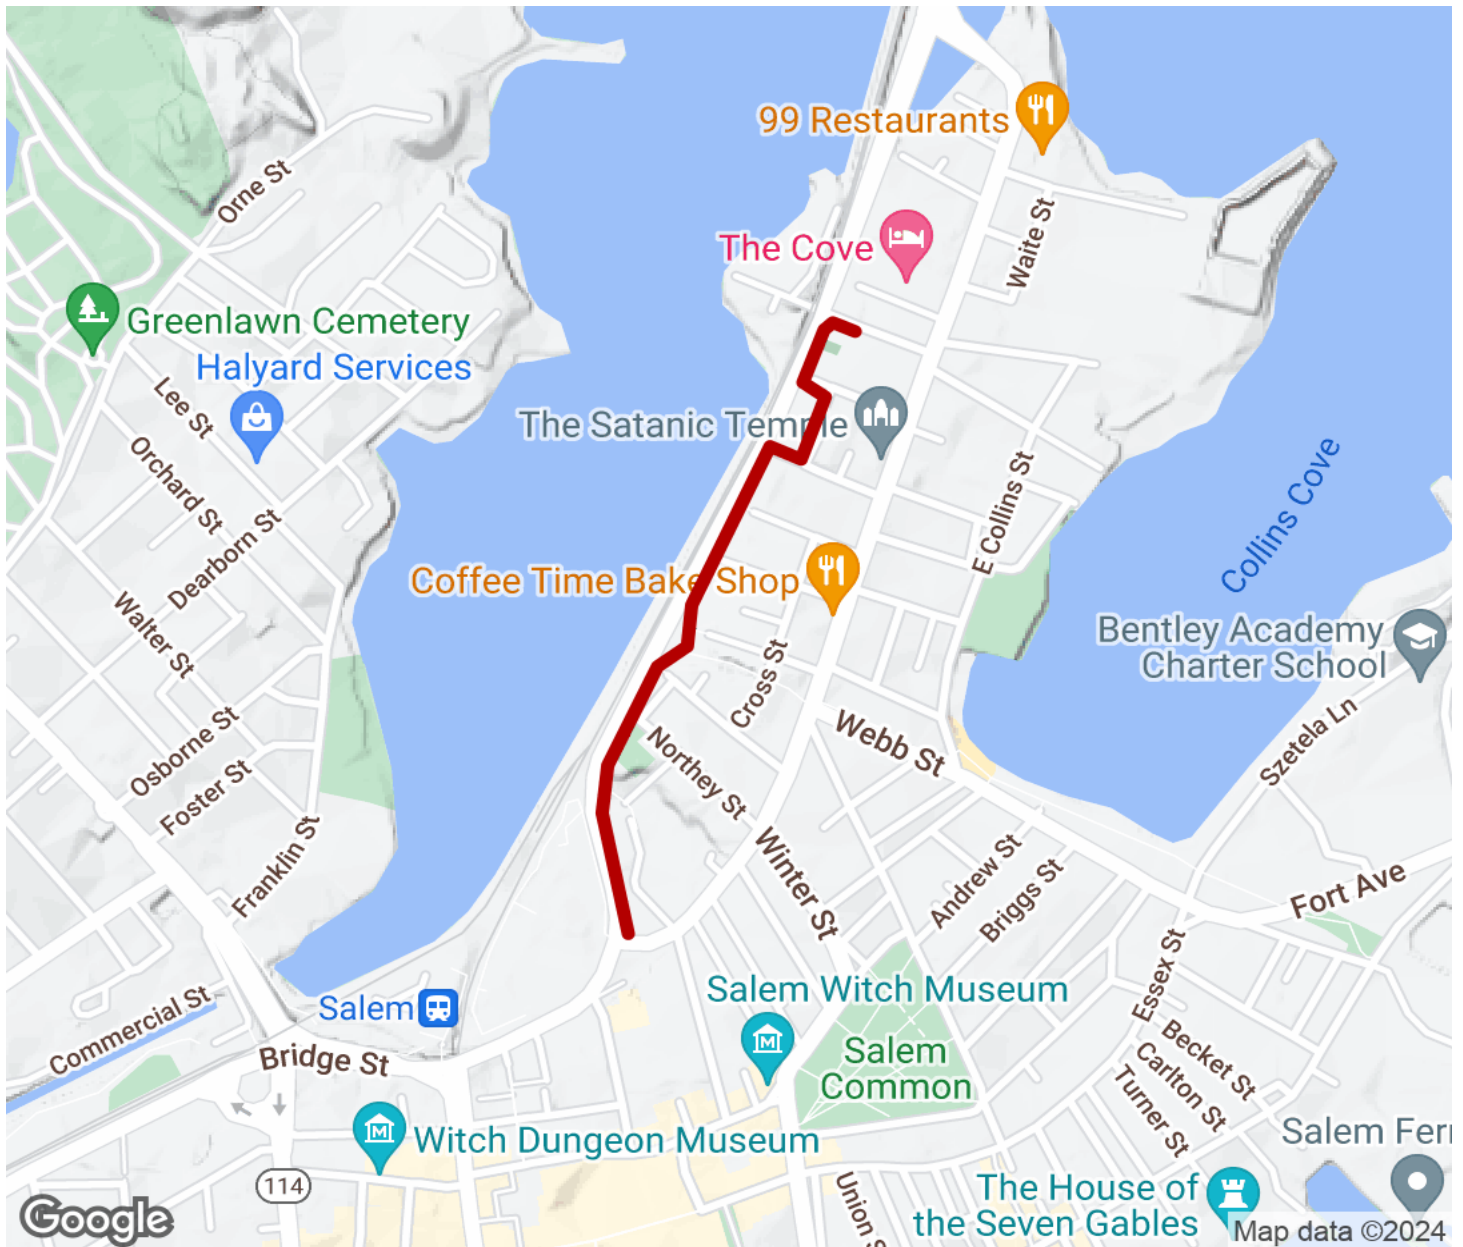 99 Restaurants
Orne St
Waite St
The Cove
Greenlawn Cemetery
Halyard Services
Lee St
The Satanic Temple
Orchard St
Collins Cove
E Collins St
Dearborn St
Coffee Time Bake Shop
Walter St
Bentley Academy
Charter School
Cross St
Osborne St
Webb St
Northey St
Szetela Ln
Foster St
Franklin St
Winter St
Andrew St
Briggs St
Fort Ave
Essex St
Salem Witch Museum
Salem
Commercial St
Bridge St
Salem
Common
Becket St
Carlton St
Turner St
Witch Dungeon Museum
Salem Ferr
114
The House of
the Seven Gables
Union S
Google
Map data ©2024